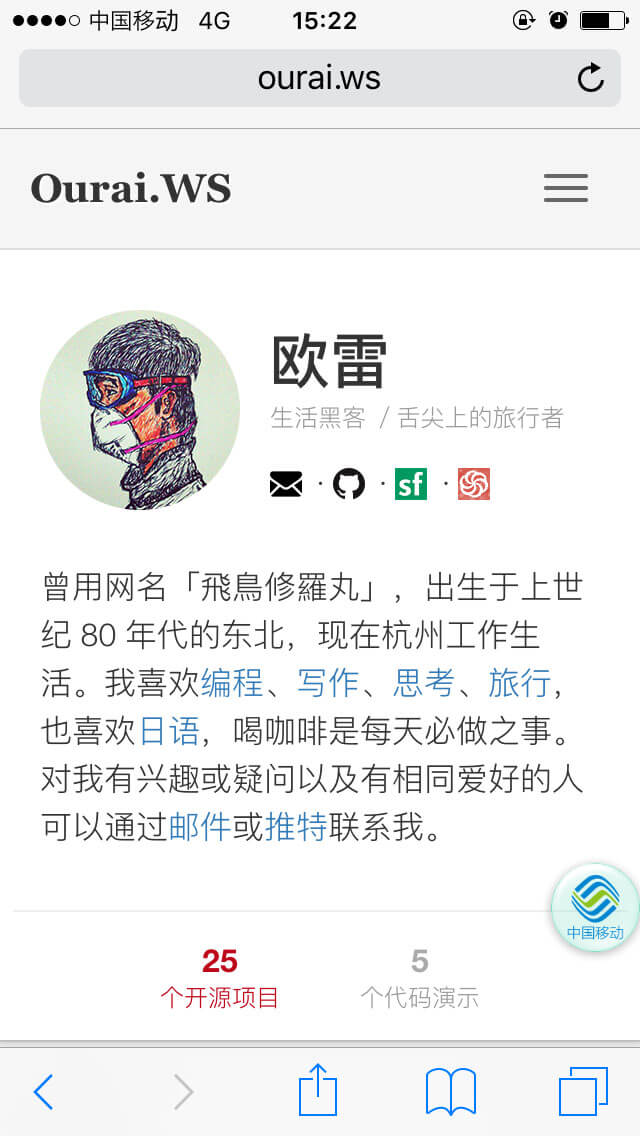 中国移动 4G 15:22
ourai.ws
Ourai.WS
欧雷
生活黑客 / 舌尖上的旅行者
· · sf ·
曾用网名「飛鳥修羅丸」，出生于上世
纪 80 年代的东北，现在杭州工作生
活。我喜欢编程、写作、思考、旅行，
也喜欢日语，喝咖啡是每天必做之事。
对我有兴趣或疑问以及有相同爱好的人
可以通过邮件或推特联系我。
中国移动
25 5
个开源项目 个代码演示